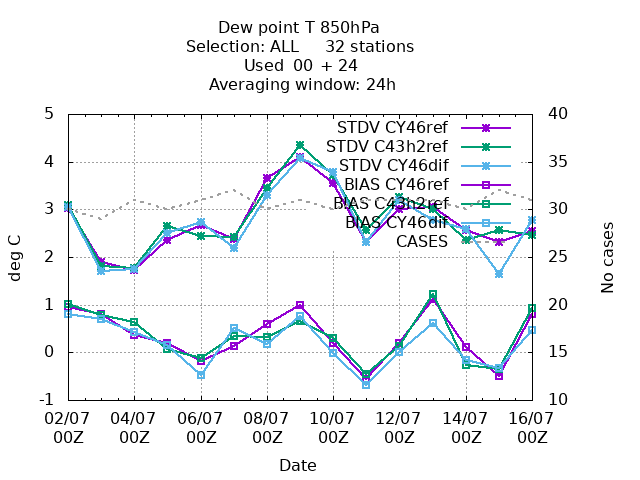 Dew point T 850hPa
Selection: ALL 32 stations
Used 00 + 24
Averaging window: 24h
5 40
STDV CY46ref
STDV C43h2ref
4 35
STDV CY46dif
BIAS CY46ref
BIAS C43h2ref
3 30
BIAS CY46dif
CASES
2 25
1 20
0 15
-1 10
deg C
No cases
02/07 04/07 06/07 08/07 10/07 12/07 14/07 16/07
00Z 00Z 00Z 00Z 00Z 00Z 00Z 00Z
Date